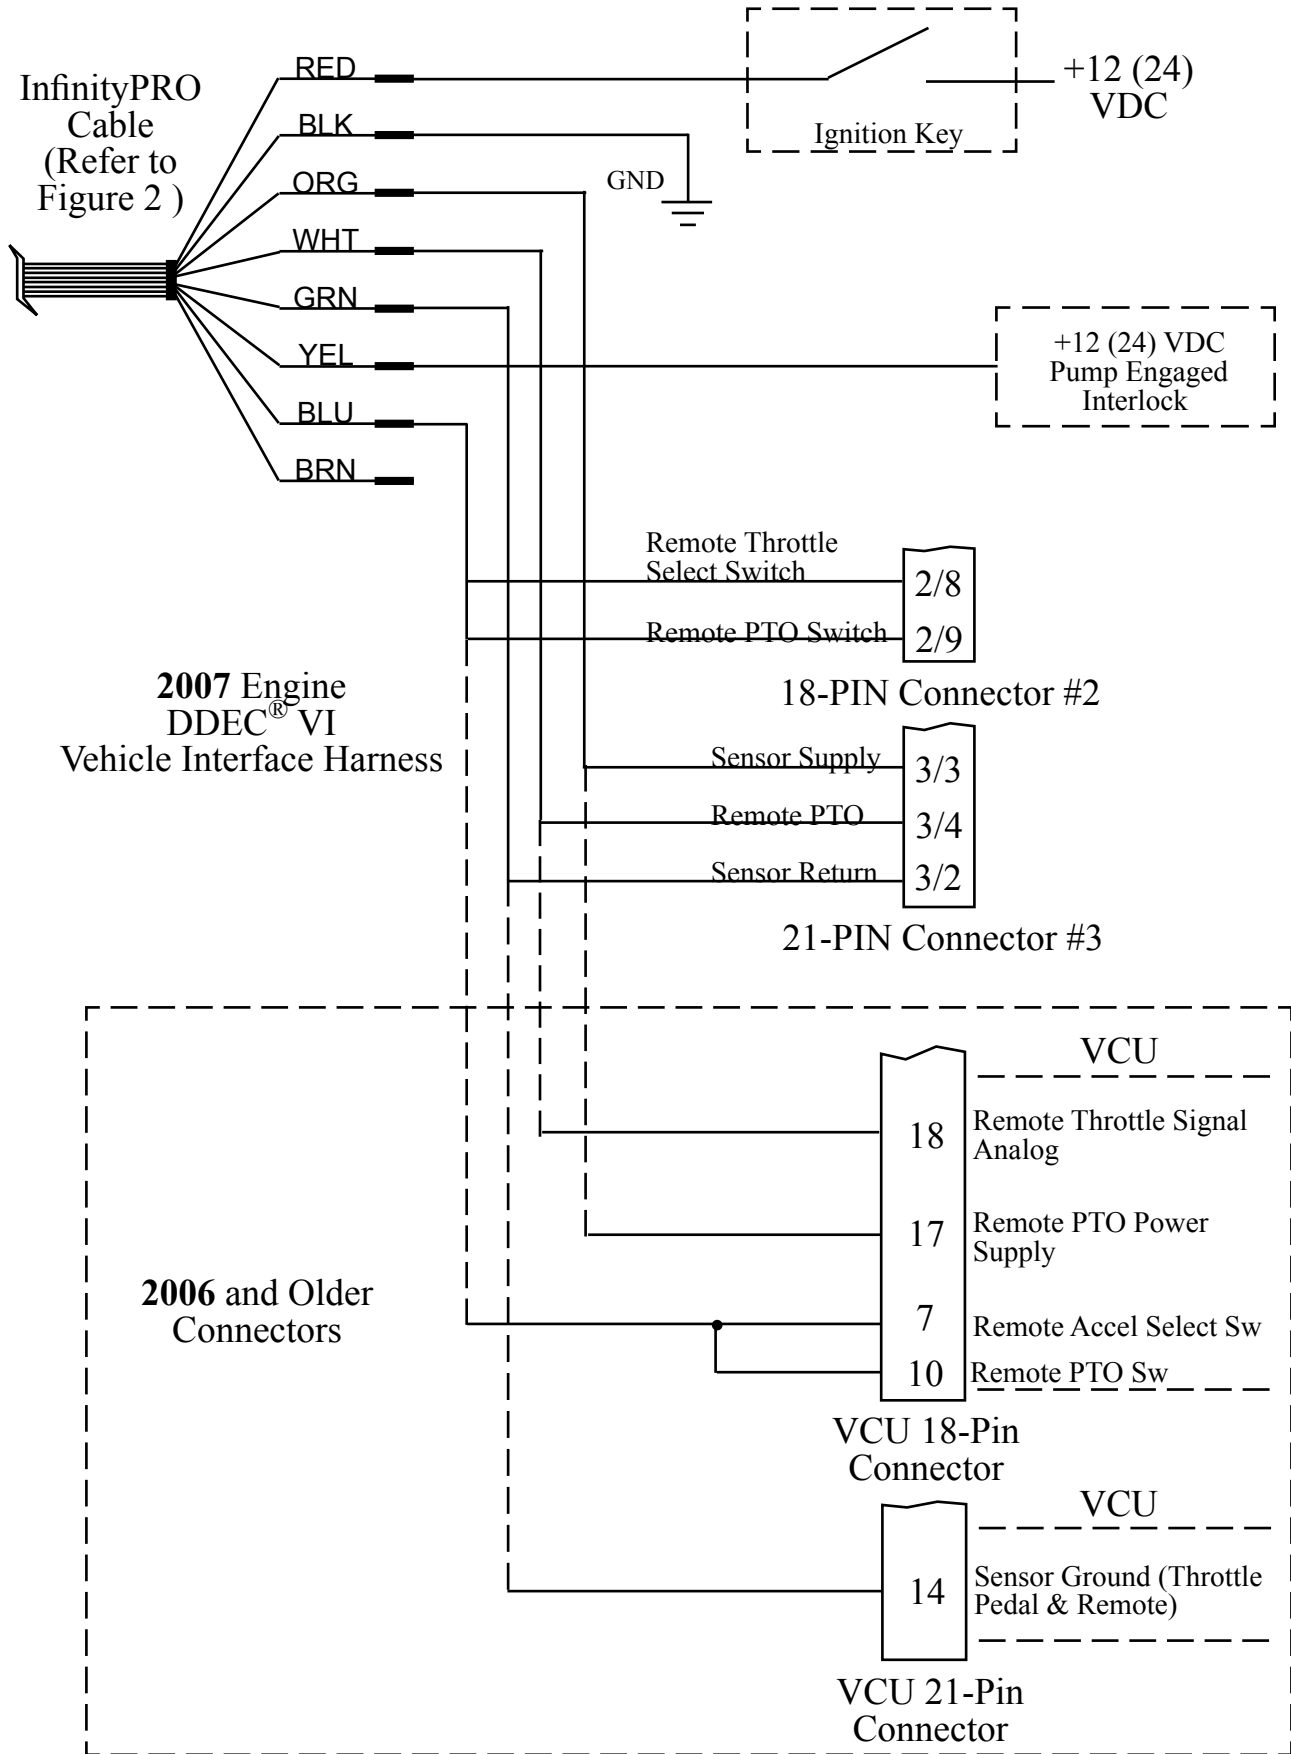 InfinityPRO
Cable
(Refer to
Figure 2 )
RED
BLK
ORG
WHT
GRN
YEL
BLU
BRN
Ignition Key
+12 (24)
VDC
GND
+12 (24) VDC
Pump Engaged
Interlock
Remote Throttle
Select Switch
2/8
Remote PTO Switch
2/9
18-PIN Connector #2
2007 Engine
DDEC® VI
Vehicle Interface Harness
Sensor Supply
3/3
Remote PTO
3/4
Sensor Return
3/2
21-PIN Connector #3
2006 and Older
Connectors
VCU
18
Remote Throttle Signal
Analog
17
Remote PTO Power
Supply
7
Remote Accel Select Sw
10
Remote PTO Sw
VCU 18-Pin
Connector
VCU
14
Sensor Ground (Throttle
Pedal & Remote)
VCU 21-Pin
Connector